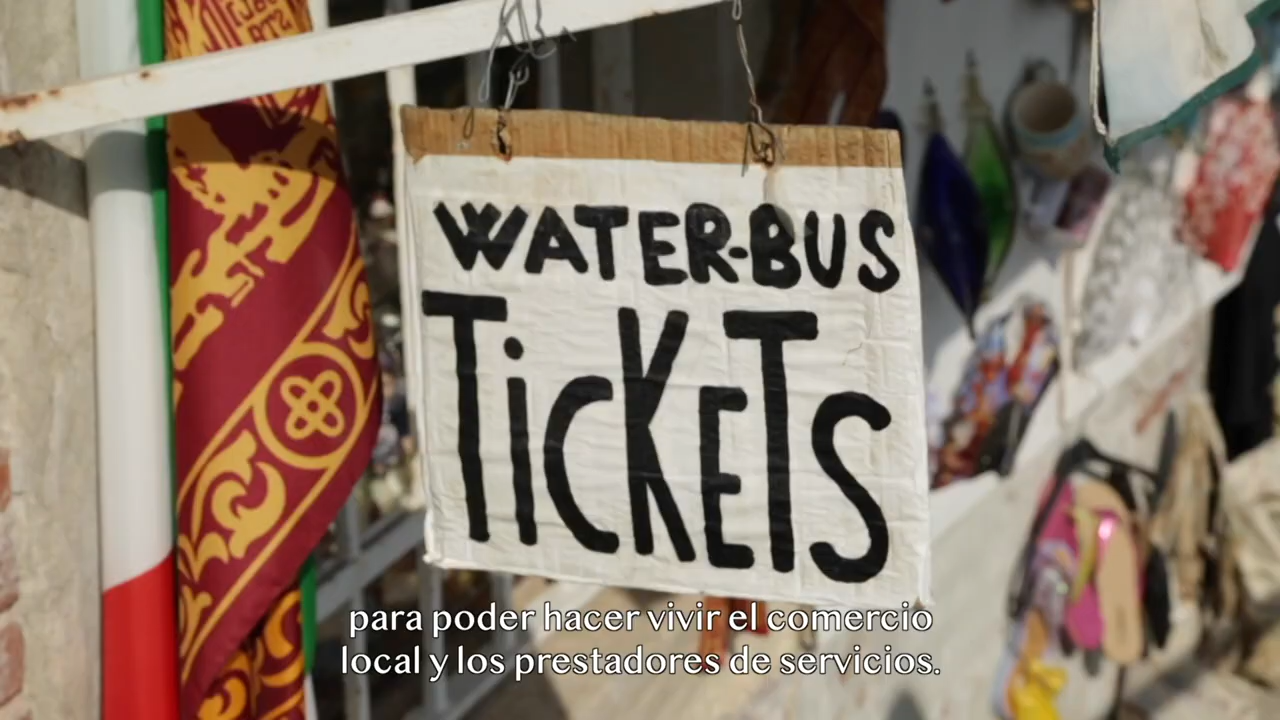 WATER-BUS
TicKETS
para poder hacer vivir el comercio
local y los prestadores de servicios.